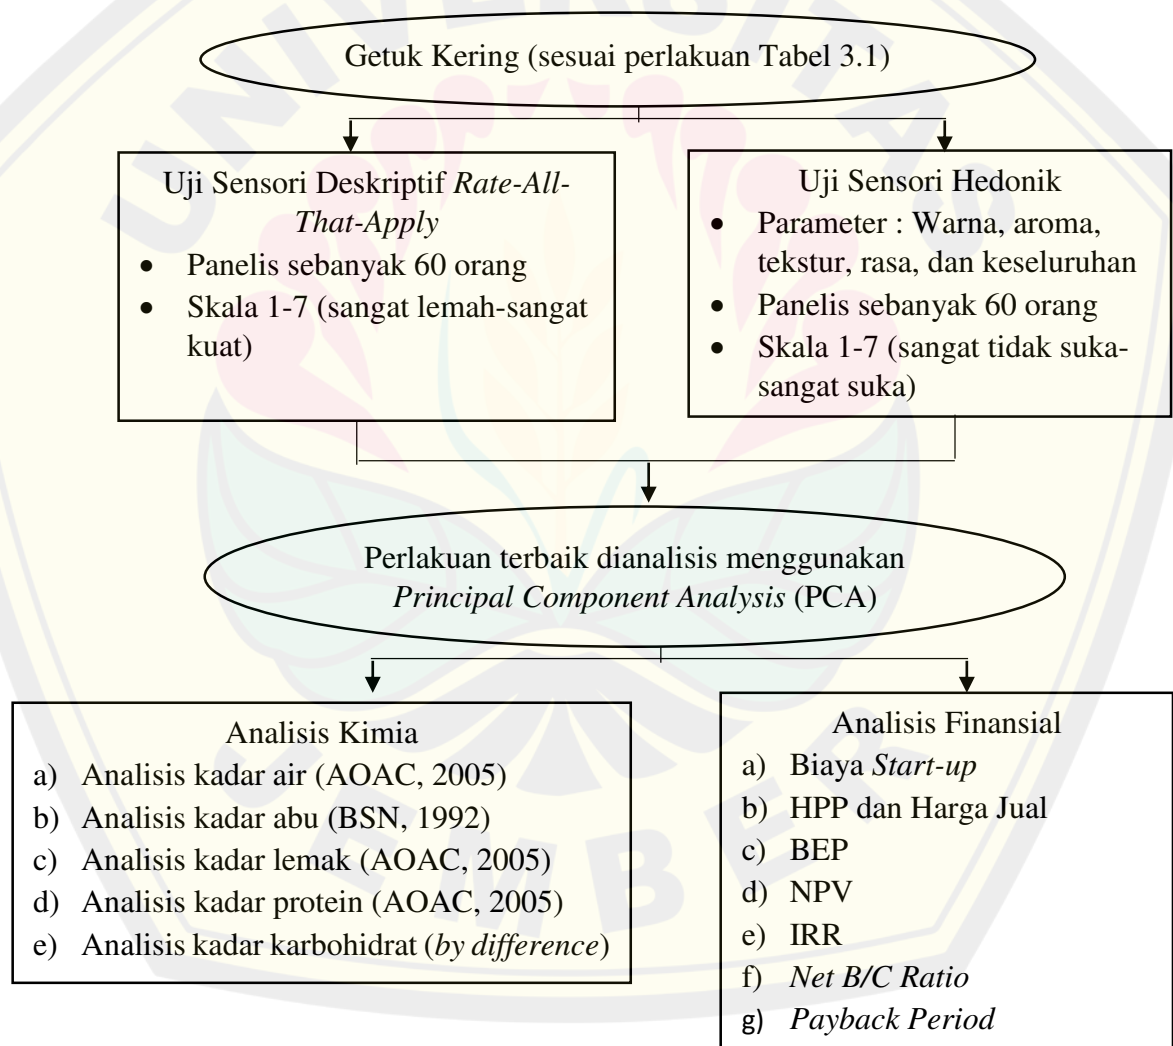 UNIVERSITAS
JEMBER
Getuk Kering (sesuai perlakuan Tabel 3.1)
Uji Sensori Deskriptif Rate-All-
That-Apply
• Panelis sebanyak 60 orang
• Skala 1-7 (sangat lemah-sangat
kuat)
Uji Sensori Hedonik
• Parameter : Warna, aroma,
tekstur, rasa, dan keseluruhan
• Panelis sebanyak 60 orang
• Skala 1-7 (sangat tidak suka-
sangat suka)
Perlakuan terbaik dianalisis menggunakan
Principal Component Analysis (PCA)
Analisis Kimia
a) Analisis kadar air (AOAC, 2005)
b) Analisis kadar abu (BSN, 1992)
c) Analisis kadar lemak (AOAC, 2005)
d) Analisis kadar protein (AOAC, 2005)
e) Analisis kadar karbohidrat (by difference)
Analisis Finansial
a) Biaya Start-up
b) HPP dan Harga Jual
c) BEP
d) NPV
e) IRR
f) Net B/C Ratio
g) Payback Period